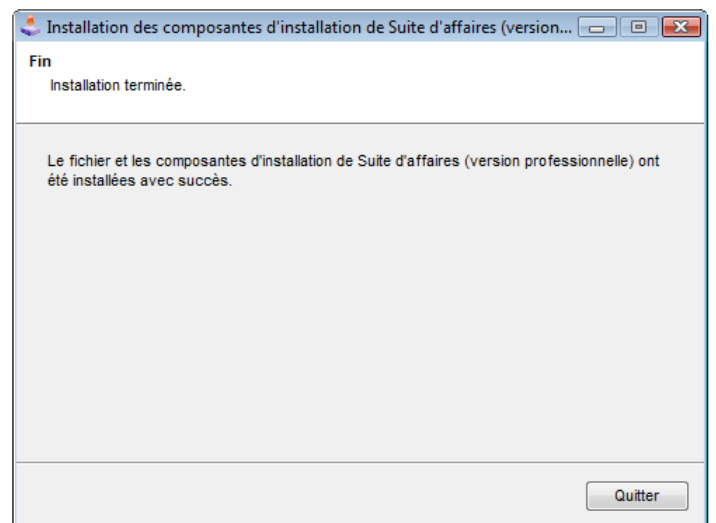 Installation des composantes d'installation de Suite d'affaires (version...
Fin
Installation terminée.
Le fichier et les composantes d'installation de Suite d'affaires (version professionnelle) ont
été installées avec succès.
Quitter